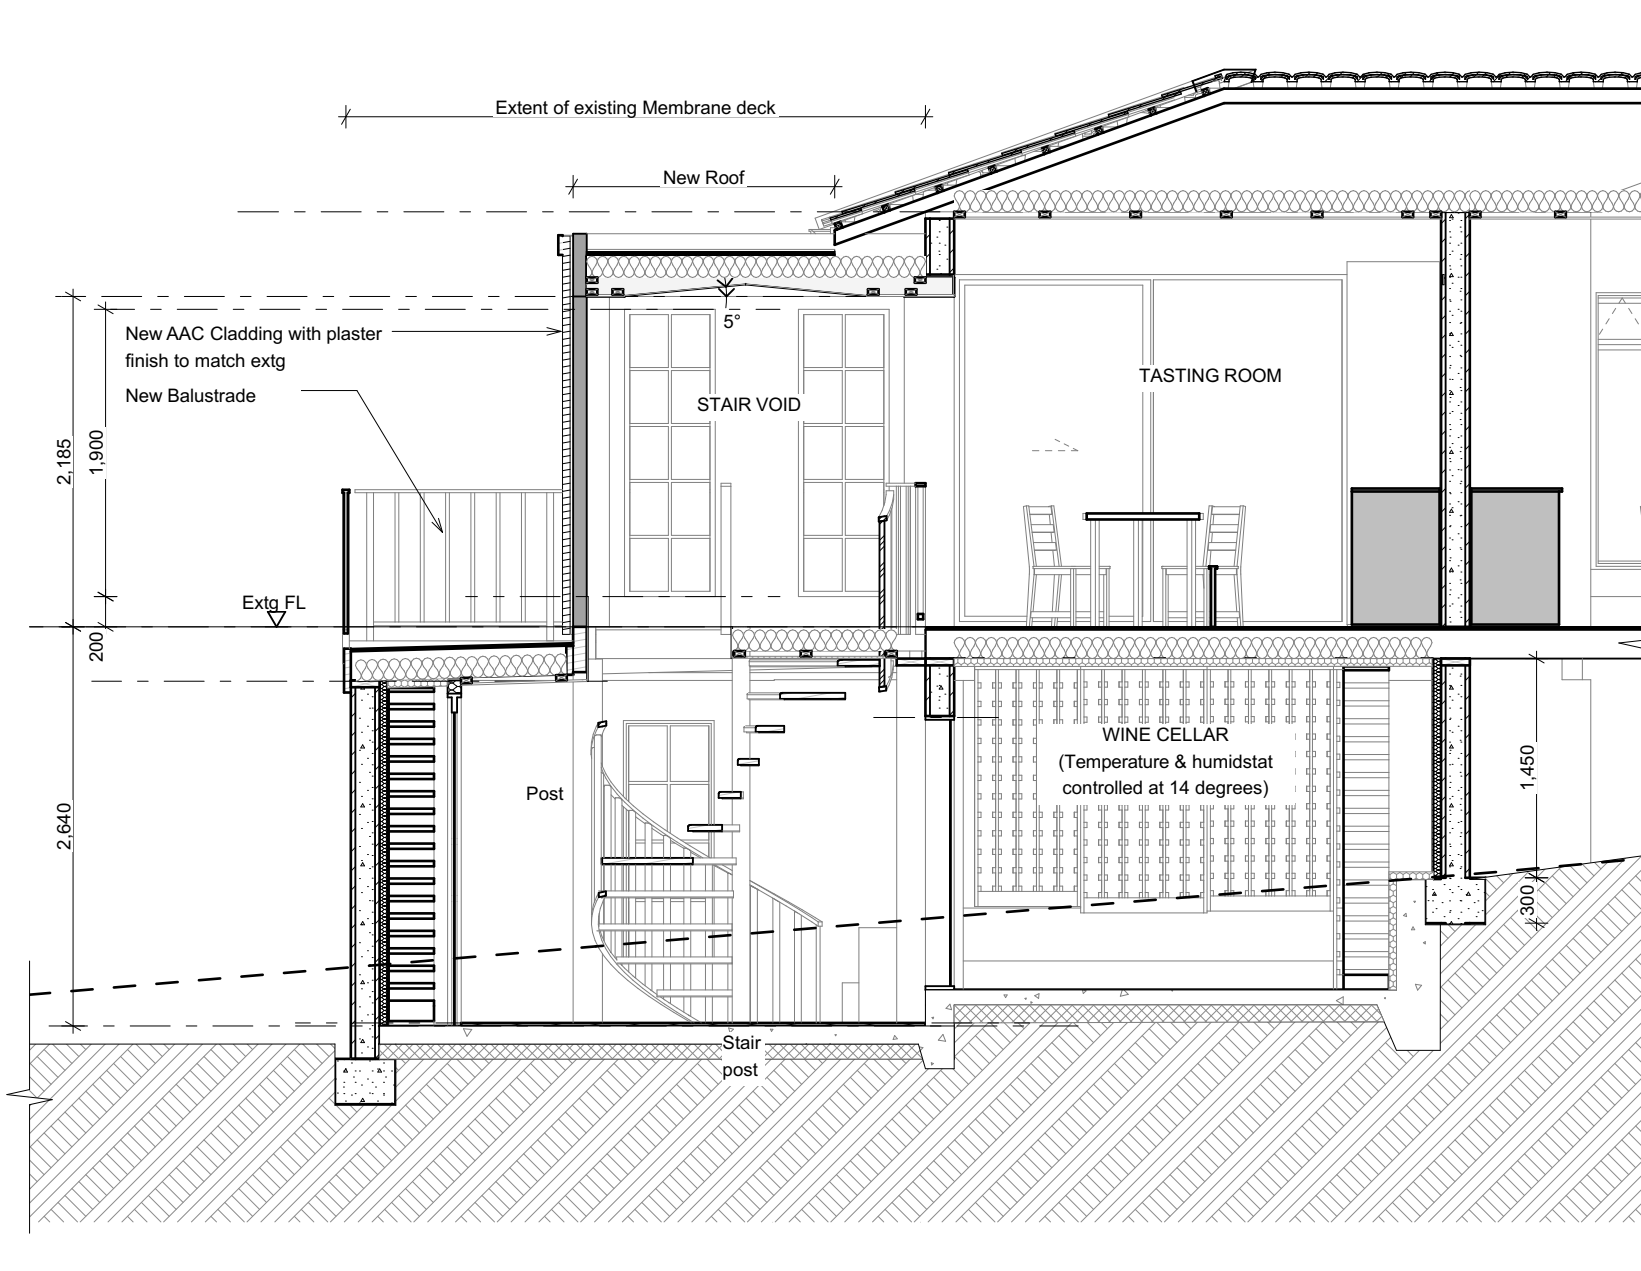 Extent of existing Membrane deck
New Roof
5°
New AAC Cladding with plaster
finish to match extg
New Balustrade
STAIR VOID
TASTING ROOM
2,185
1,900
Extg FL
200
WINE CELLAR
(Temperature & humidstat
controlled at 14 degrees)
Post
2,640
1,450
300
Stair
post